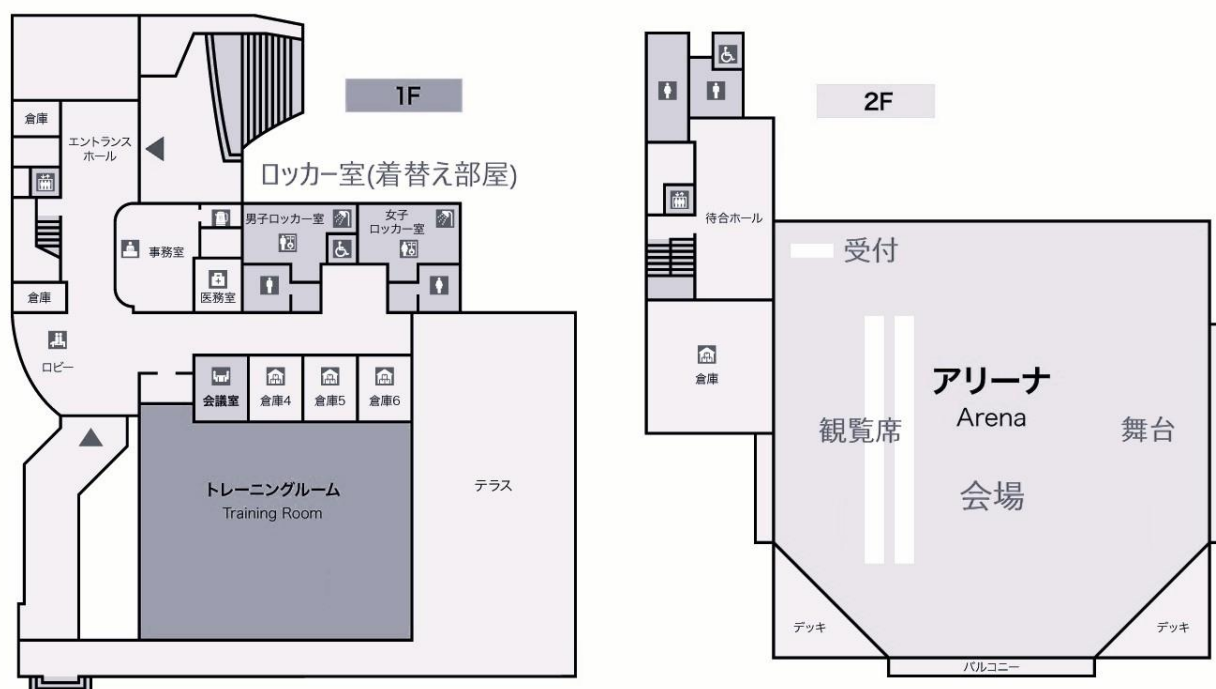 1F
倉庫
エントランス
ホール
ロッカー室(着替え部屋)
男子ロッカー室
女子
ロッカー室
事務室
医務室
倉庫
ロビー
会議室
倉庫4
倉庫5
倉庫6
トレーニングルーム
Training Room
テラス
2F
待合ホール
受付
倉庫
アリーナ
Arena
観覧席
舞台
会場
デッキ
デッキ
バルコニー